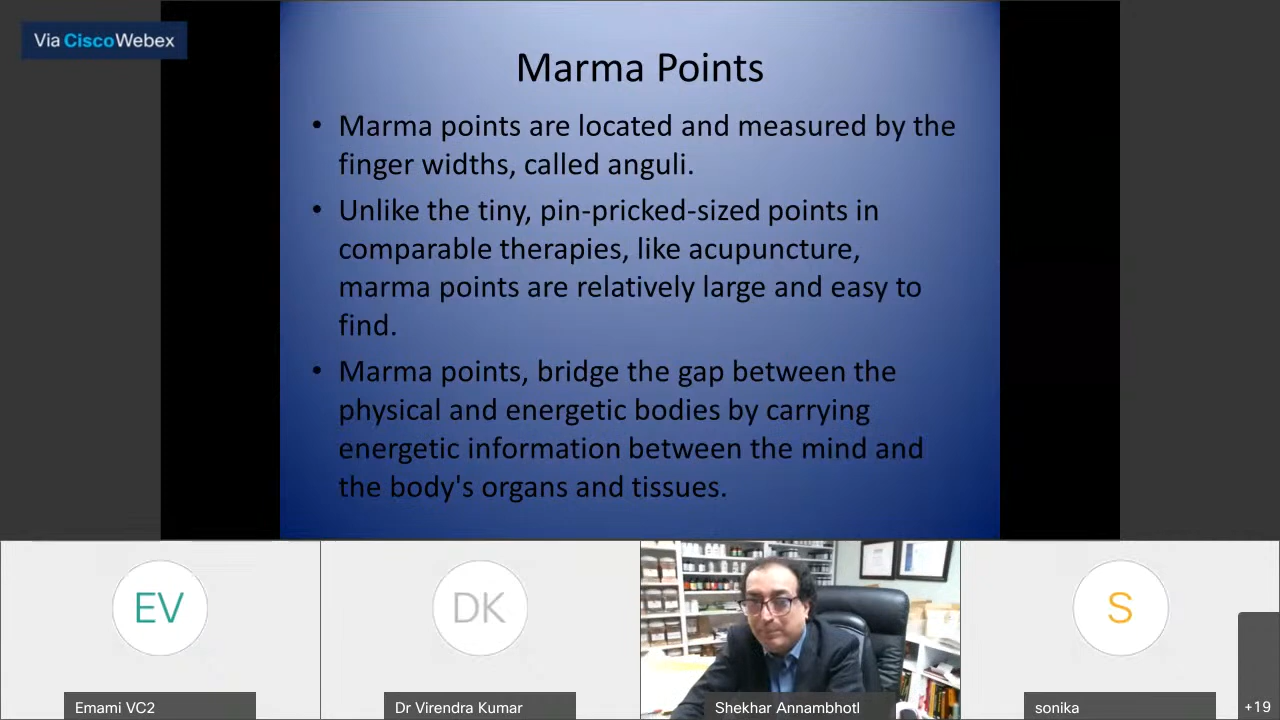 Via CiscoWebex
Marma Points
• Marma points are located and measured by the
finger widths, called anguli.
• Unlike the tiny, pin-pricked-sized points in
comparable therapies, like acupuncture,
marma points are relatively large and easy to
find.
• Marma points, bridge the gap between the
physical and energetic bodies by carrying
energetic information between the mind and
the body's organs and tissues.
EV
DK
S
Emami VC2
Dr Virendra Kumar
Shekhar Annambhotl
sonika
+19